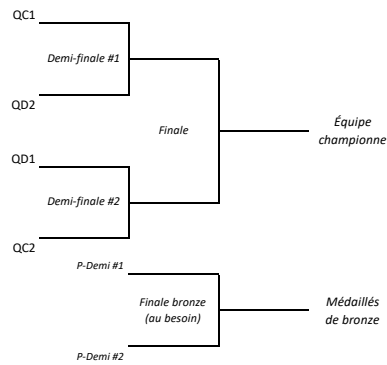 QC1
Demi-finale #1
QD2
Finale
Équipe
championne
QD1
Demi-finale #2
QC2
P-Demi #1
Finale bronze
(au besoin)
Médaillés
de bronze
P-Demi #2